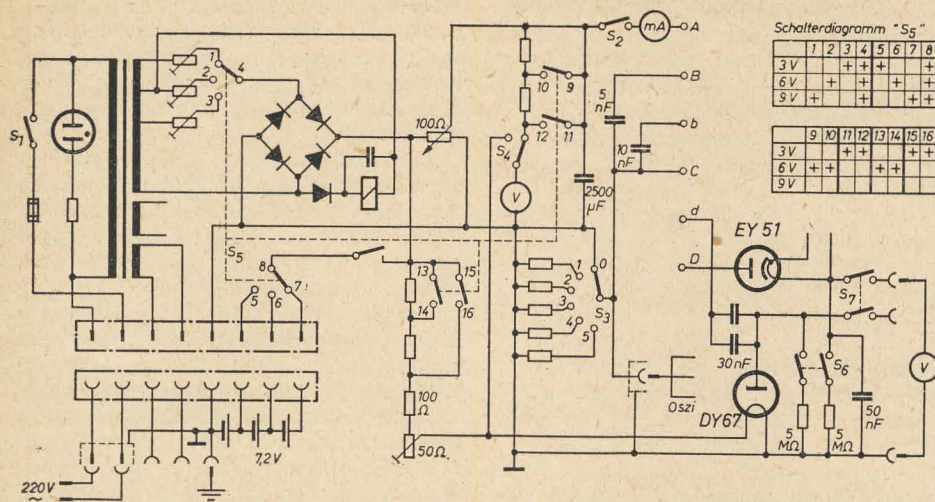 Schalterdiagramm "S5"
1 2 3 4 5 6 7 8
3 V + + + +
6 V + + + +
9 V + + + +
9 10 11 12 13 14 15 16
3V + + + +
6V + + + +
9V
S1
1
2
3
4
100Ω
S2
mA
A
10
9
12
11
S4
V
2500
µF
5
nF
10
nF
B
b
C
d
D
EY 51
S7
V
S5
8
5
6
7
13
14
15
16
1
2
3
4
5
0
S3
100
Ω
50Ω
Oszi
30nF
DY67
S6
5
MΩ
5
MΩ
50
nF
7,2V
220V
~